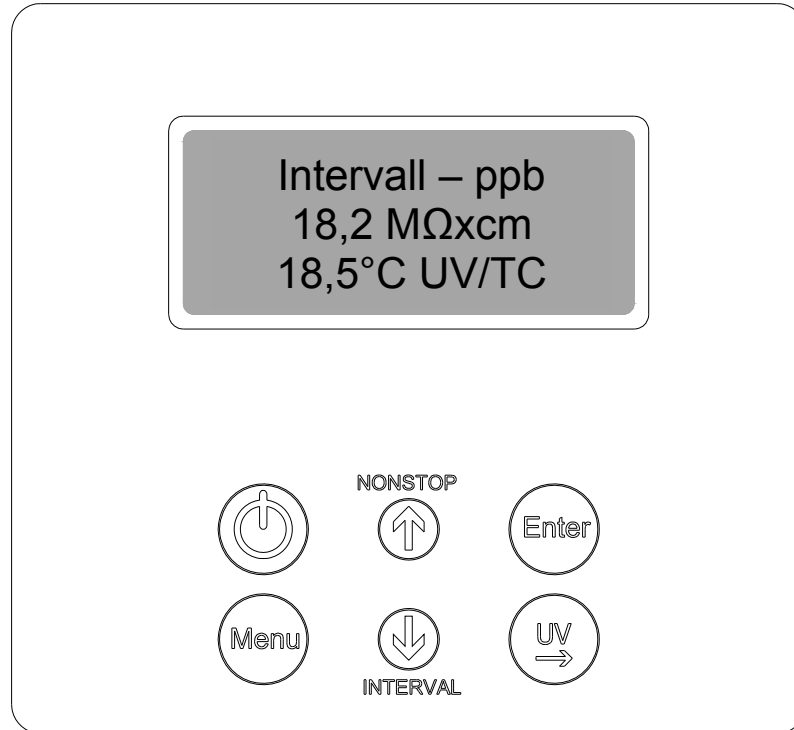 Intervall – ppb
18,2 MΩxcm
18,5°C UV/TC
NONSTOP
Enter
Menu
UV
INTERVAL